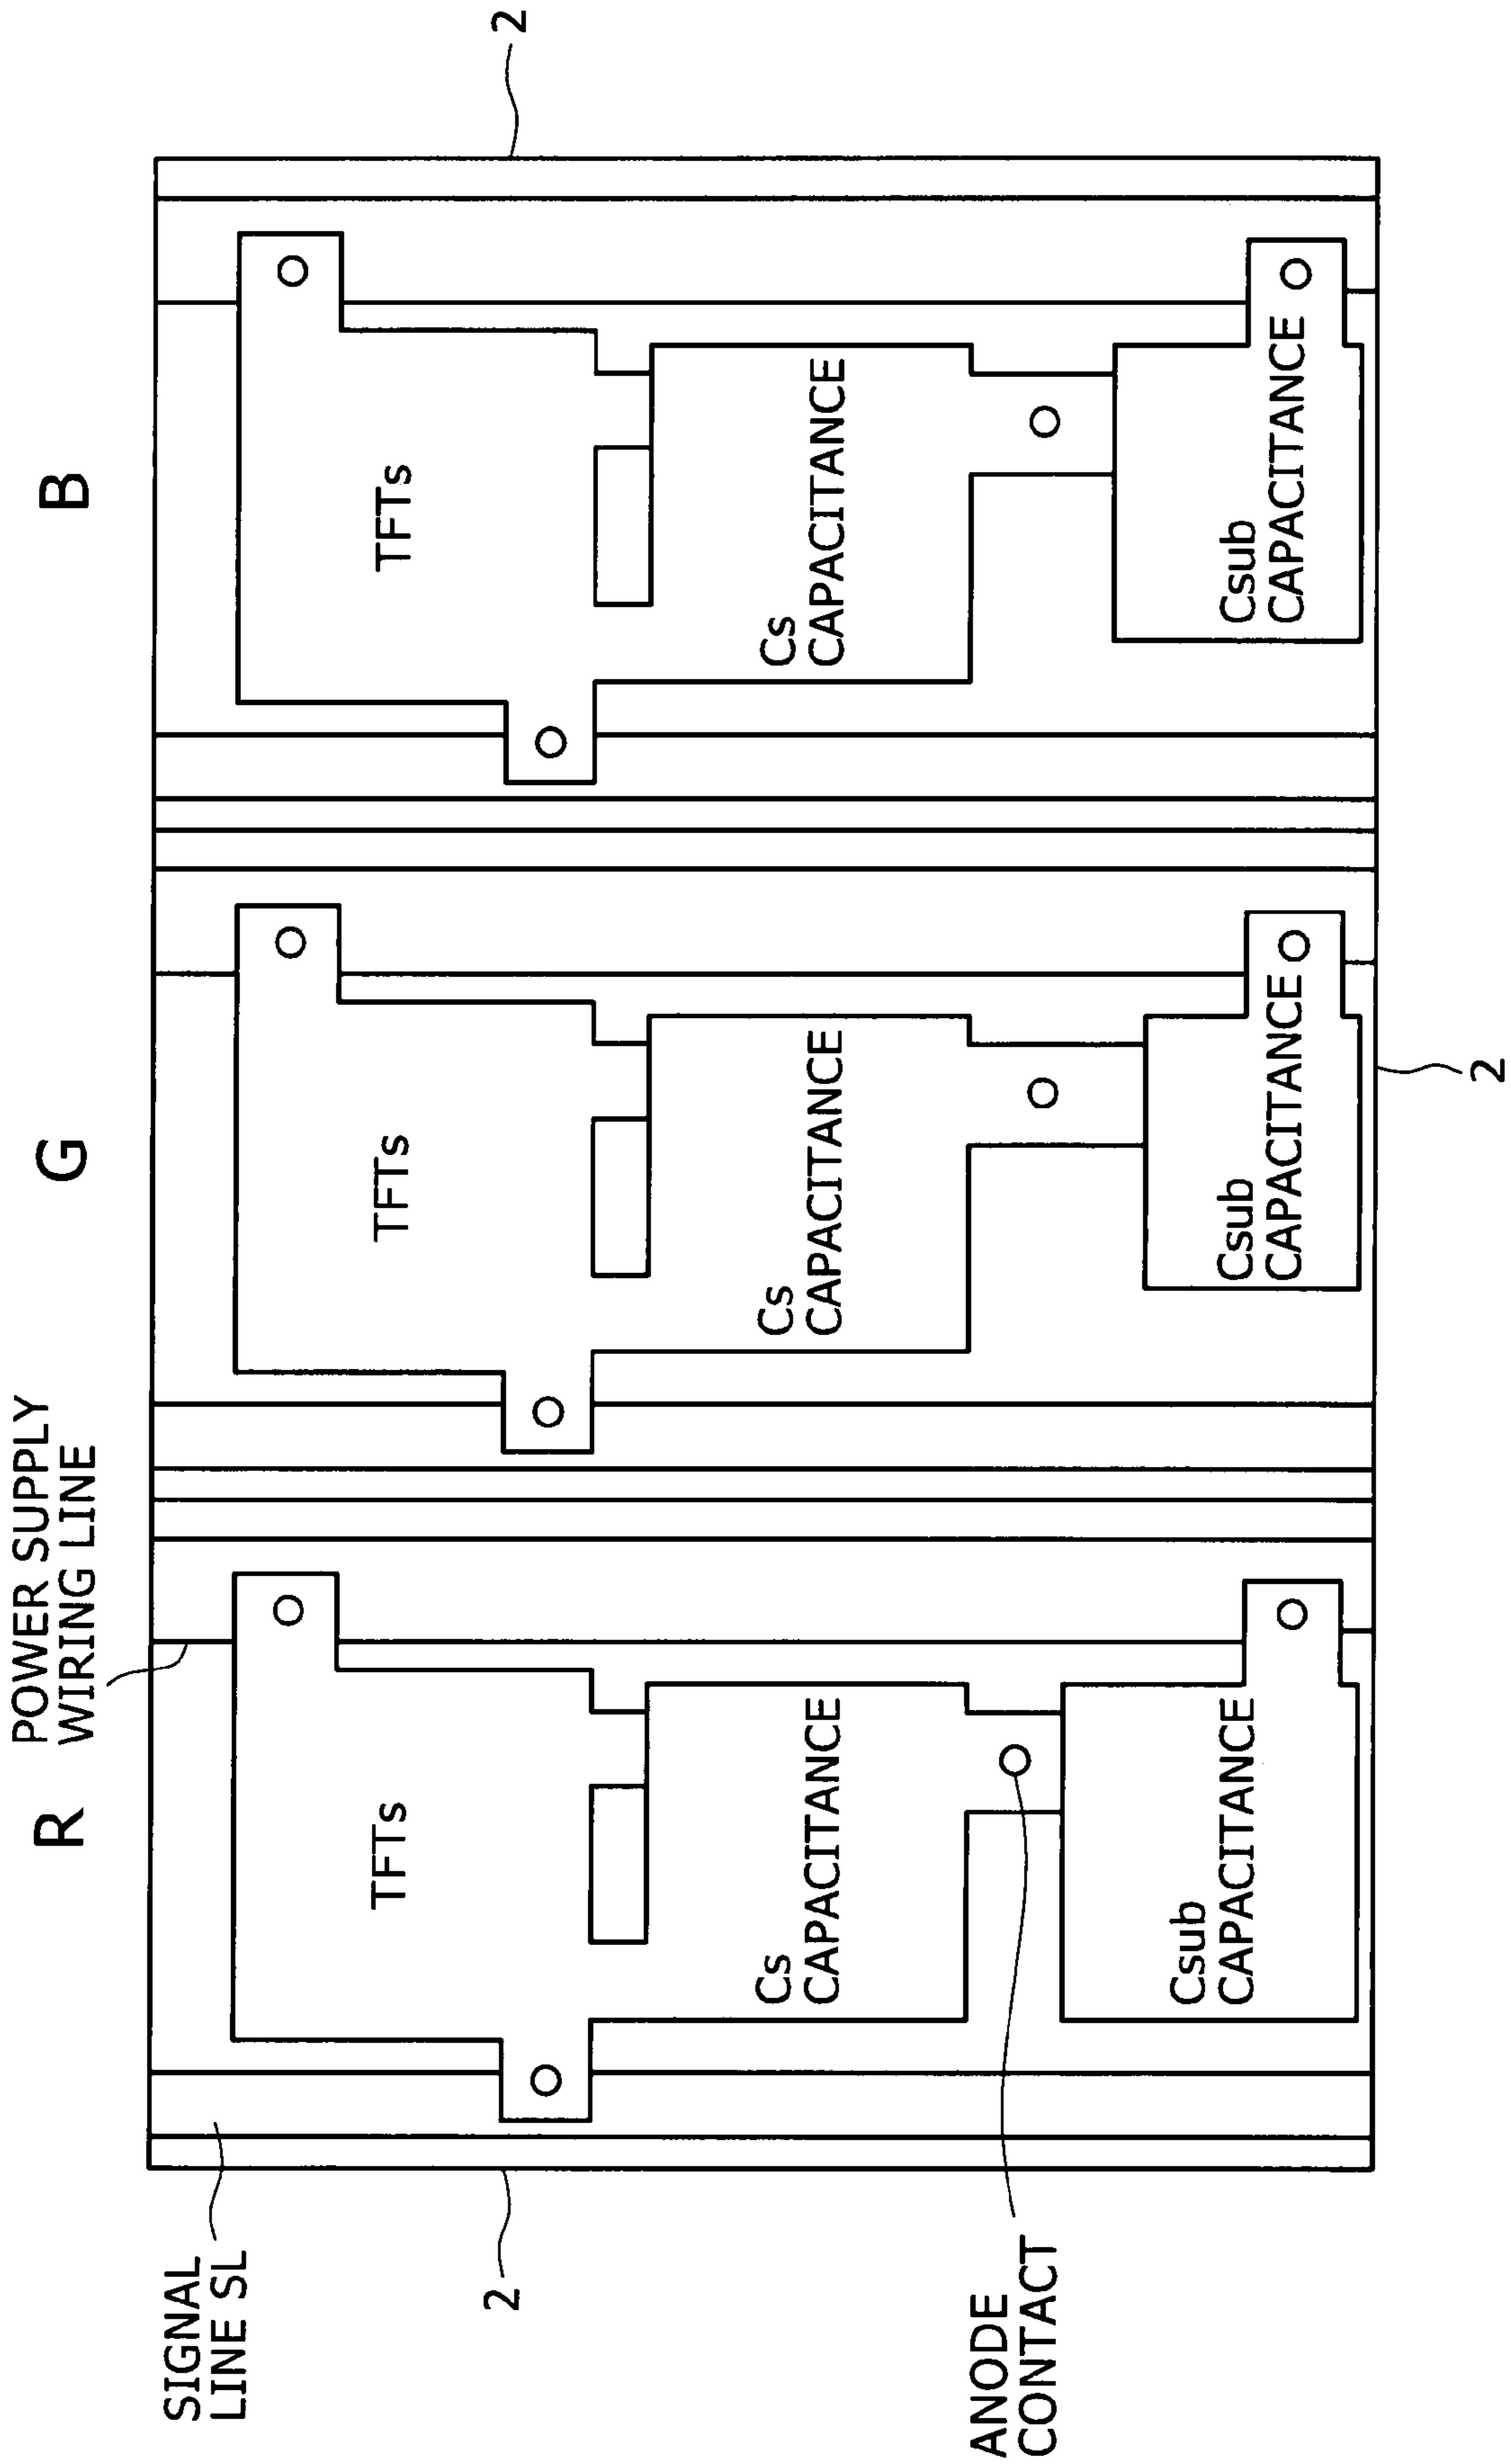 R
G
B
POWER SUPPLY
WIRING LINE
2
SIGNAL
LINE SL
TFTs
TFTs
TFTs
2
Cs
CAPACITANCE
Cs
CAPACITANCE
Cs
CAPACITANCE
ANODE
CONTACT
Csub
CAPACITANCE
Csub
CAPACITANCE
Csub
CAPACITANCE
2